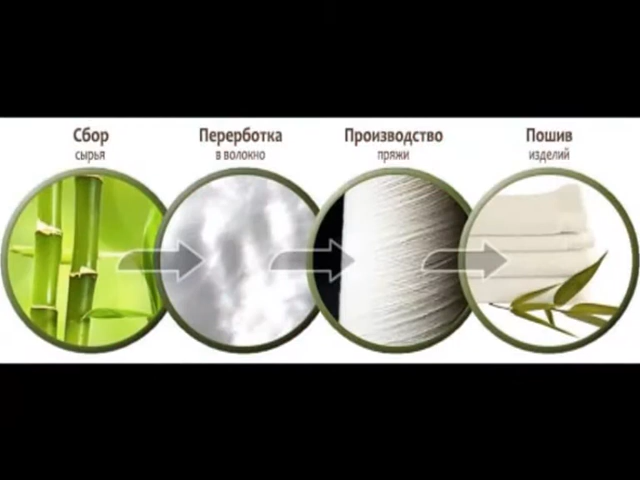 Сбор
сырья
Перерботка
в волокно
Производство
пряжи
Пошив
изделий